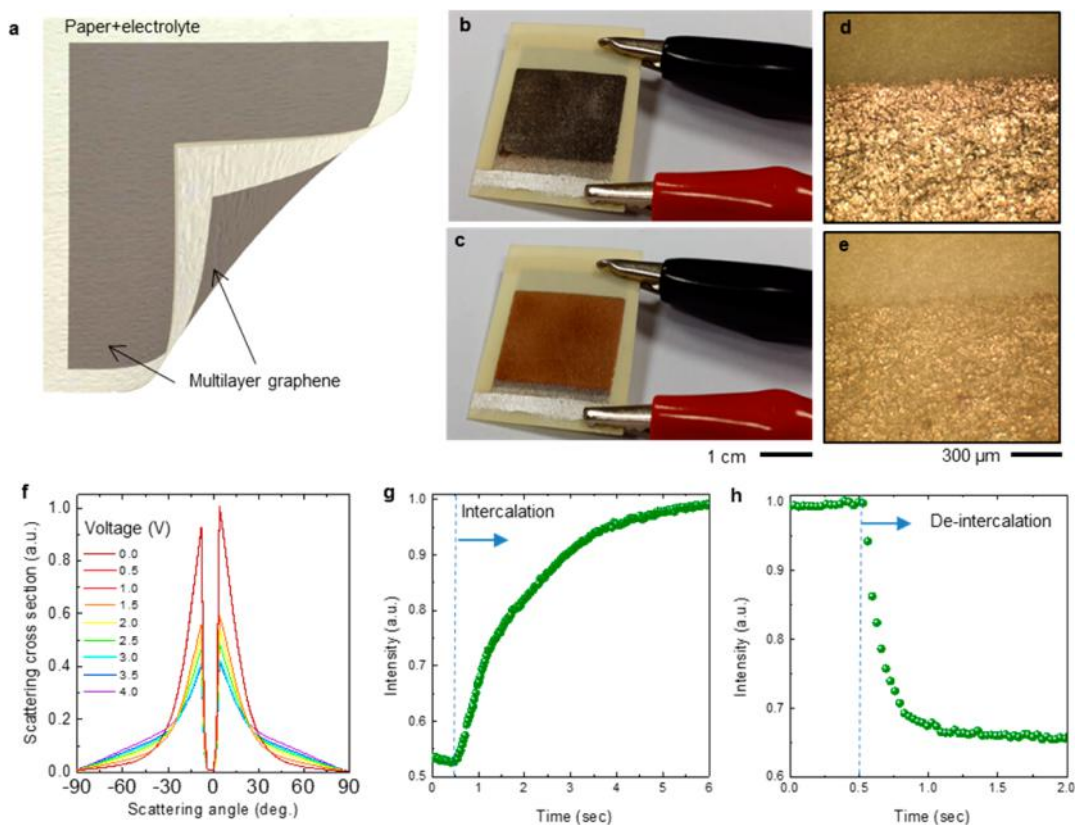 a
Paper+electrolyte
Multilayer graphene
b
c
1 cm
d
e
300 μm
f
1.0
0.8
0.6
0.4
0.2
0.0
Scattering cross section (a.u.)
Voltage (V)
0.0
0.5
1.0
1.5
2.0
2.5
3.0
3.5
4.0
-90 -60 -30 0 30 60 90
Scattering angle (deg.)
g
1.0
0.9
0.8
0.7
0.6
0.5
Intensity (a.u.)
Intercalation
0 1 2 3 4 5 6
Time (sec)
h
1.0
0.9
0.8
0.7
0.6
Intensity (a.u.)
De-intercalation
0.0 0.5 1.0 1.5 2.0
Time (sec)